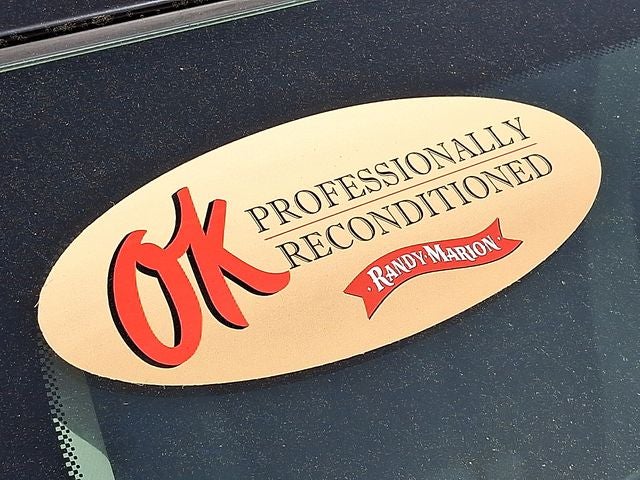 OK
PROFESSIONALLY
RECONDITIONED
RANDY MARION